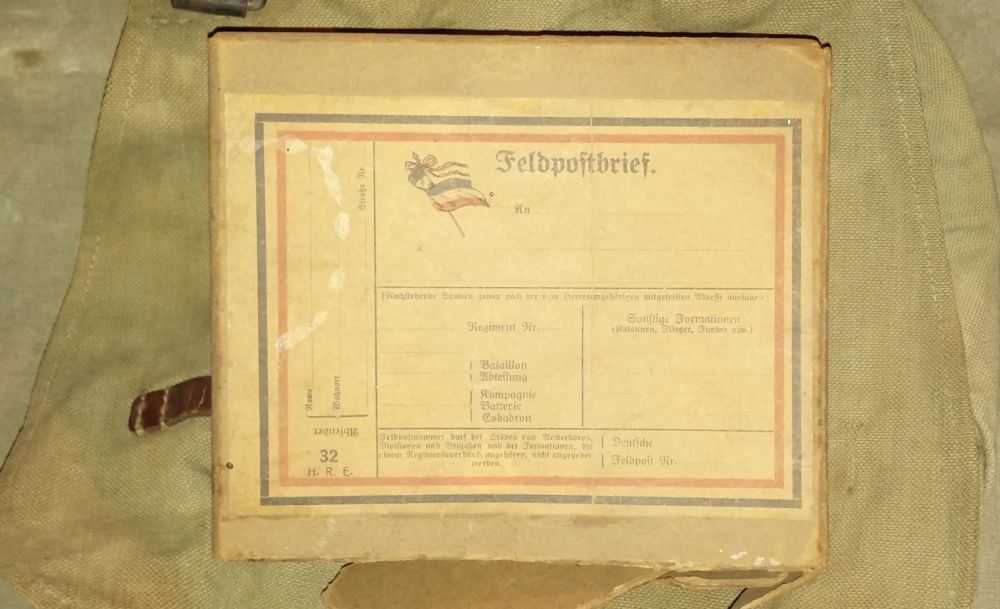 Feldpostbrief.
An
(Nachstehende Spalten genau nach der vom Heeresangehörigen mitgeteilten Adresse ausfüllen)
Regiment Nr.
Bataillon
Abteilung
Kompagnie
Batterie
Eskadron
Sonstige Formationen
(Kolonnen, Flieger, Funker usw.)
Feldpostnummer darf bei Stäben von Armeekorps,
Divisionen und Brigaden und bei Formationen, die
einem Regimentsverband angehören, nicht angegeben
werden.
Deutsche
Feldpost Nr.
Absender
Name
Wohnort
Straße Nr.
32
H. R. E.